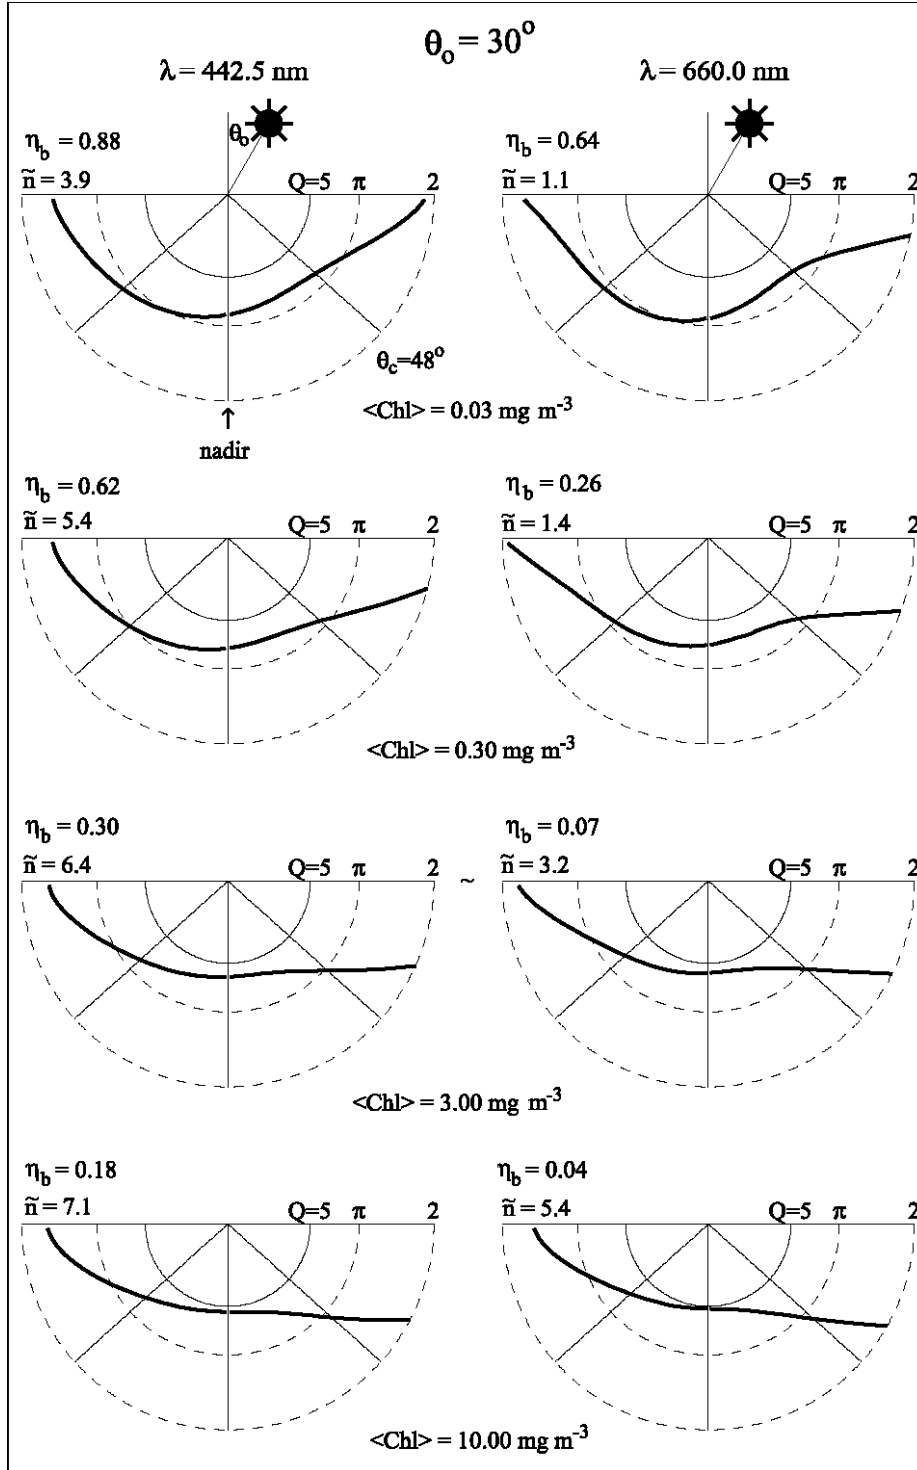 θo = 30°
λ = 442.5 nm λ = 660.0 nm
θo
ηb = 0.88 ηb = 0.64
ñ = 3.9 Q=5 π 2 ñ = 1.1 Q=5 π 2
θc=48°
<Chl> = 0.03 mg m-3
↑
nadir
ηb = 0.62 ηb = 0.26
ñ = 5.4 Q=5 π 2 ñ = 1.4 Q=5 π 2
<Chl> = 0.30 mg m-3
ηb = 0.30 ηb = 0.07
ñ = 6.4 Q=5 π 2 ~ ñ = 3.2 Q=5 π 2
<Chl> = 3.00 mg m-3
ηb = 0.18 ηb = 0.04
ñ = 7.1 Q=5 π 2 ñ = 5.4 Q=5 π 2
<Chl> = 10.00 mg m-3